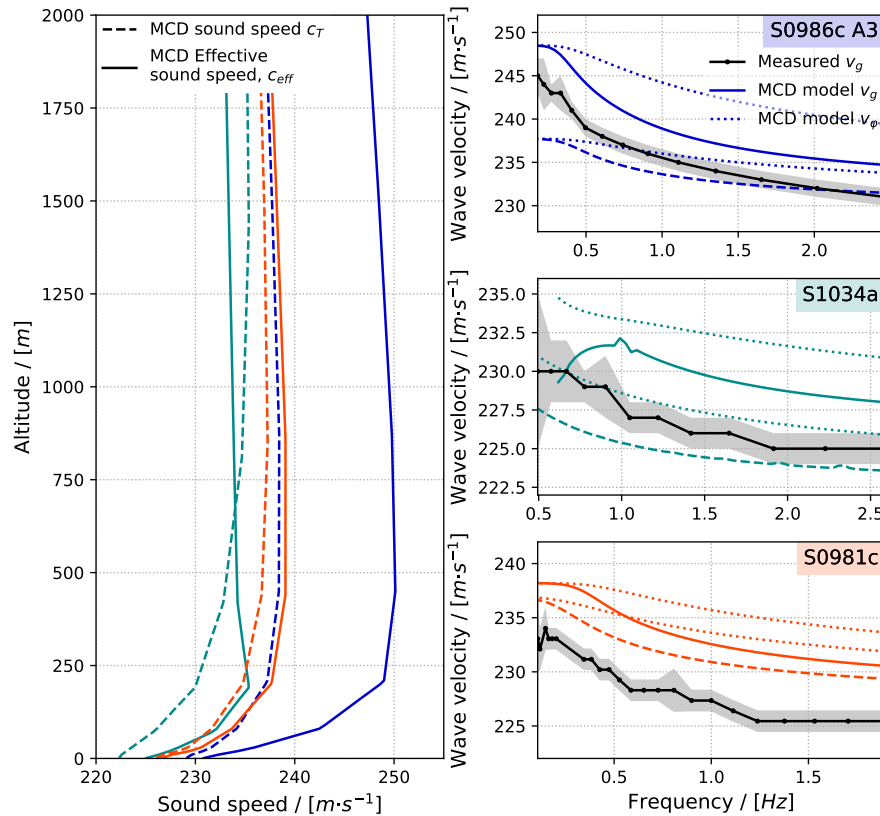 MCD sound speed c_T
MCD Effective
sound speed, c_eff
2000
1750
1500
1250
1000
750
500
250
0
Altitude / [m]
220
230
240
250
Sound speed / [m·s⁻¹]
S0986c A3
Measured v_g
MCD model v_g
MCD model v_φ
250
245
240
235
230
Wave velocity / [m·s⁻¹]
0.5
1.0
1.5
2.0
S1034a
235.0
232.5
230.0
227.5
225.0
222.5
Wave velocity / [m·s⁻¹]
0.5
1.0
1.5
2.0
2.5
S0981c
240
235
230
225
Wave velocity / [m·s⁻¹]
0.5
1.0
1.5
Frequency / [Hz]